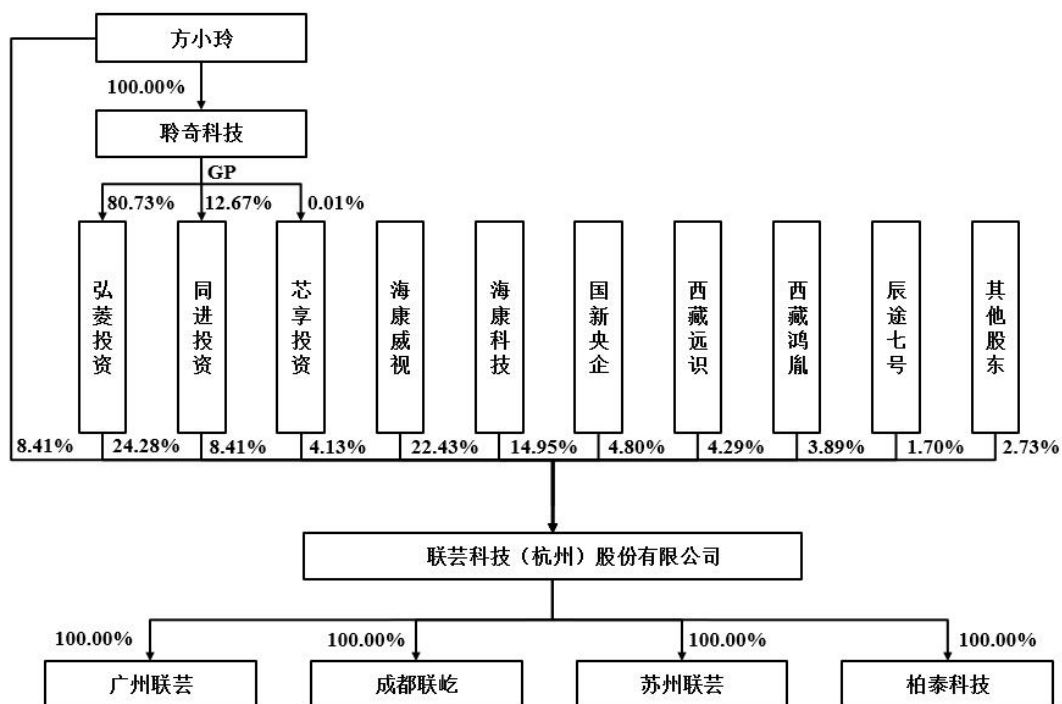 方小玲
100.00%
聆奇科技
GP
80.73%
12.67%
0.01%
弘菱投资
同进投资
芯享投资
海康威视
海康科技
国新央企
西藏远识
西藏鸿胤
辰途七号
其他股东
8.41%
24.28%
8.41%
4.13%
22.43%
14.95%
4.80%
4.29%
3.89%
1.70%
2.73%
联芸科技（杭州）股份有限公司
100.00%
100.00%
100.00%
100.00%
广州联芸
成都联屹
苏州联芸
柏泰科技